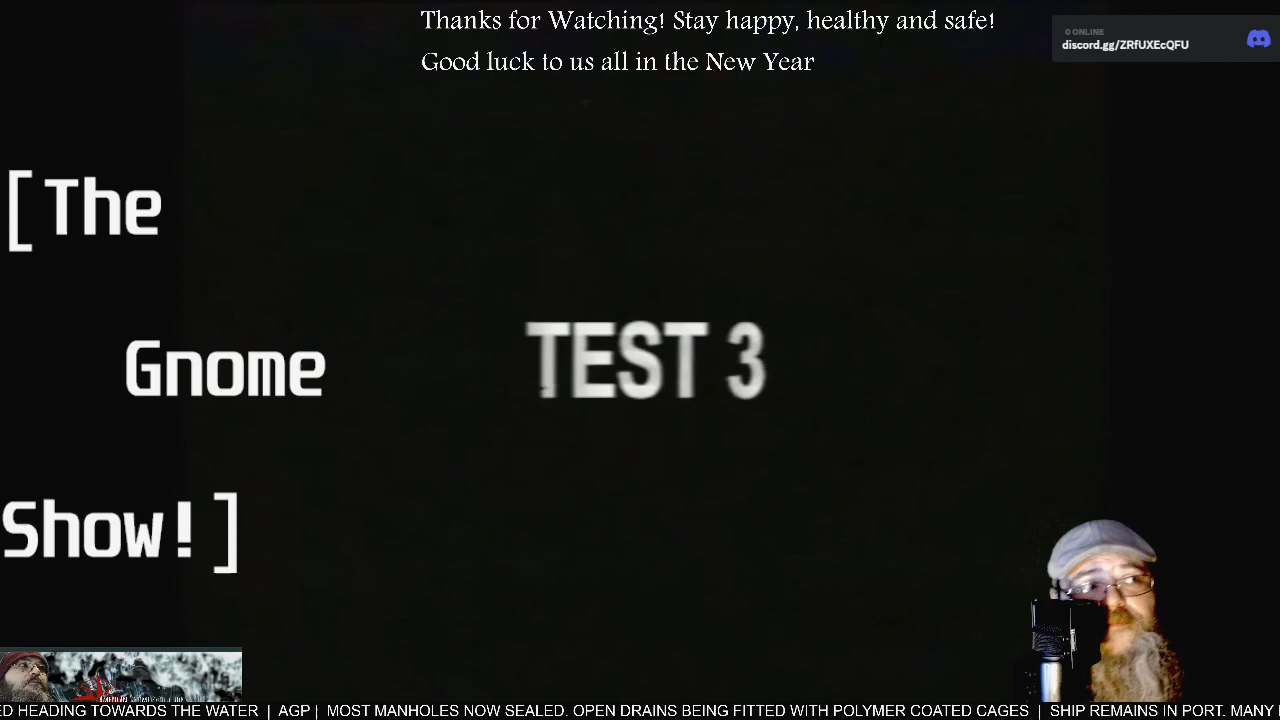 Thanks for Watching! Stay happy, healthy and safe!
Good luck to us all in the New Year
0 ONLINE
discord.gg/ZRfUXEcQFU
[The
Gnome
Show!]
TEST 3
ED HEADING TOWARDS THE WATER | AGP | MOST MANHOLES NOW SEALED. OPEN DRAINS BEING FITTED WITH POLYMER COATED CAGES | SHIP REMAINS IN PORT. MANY